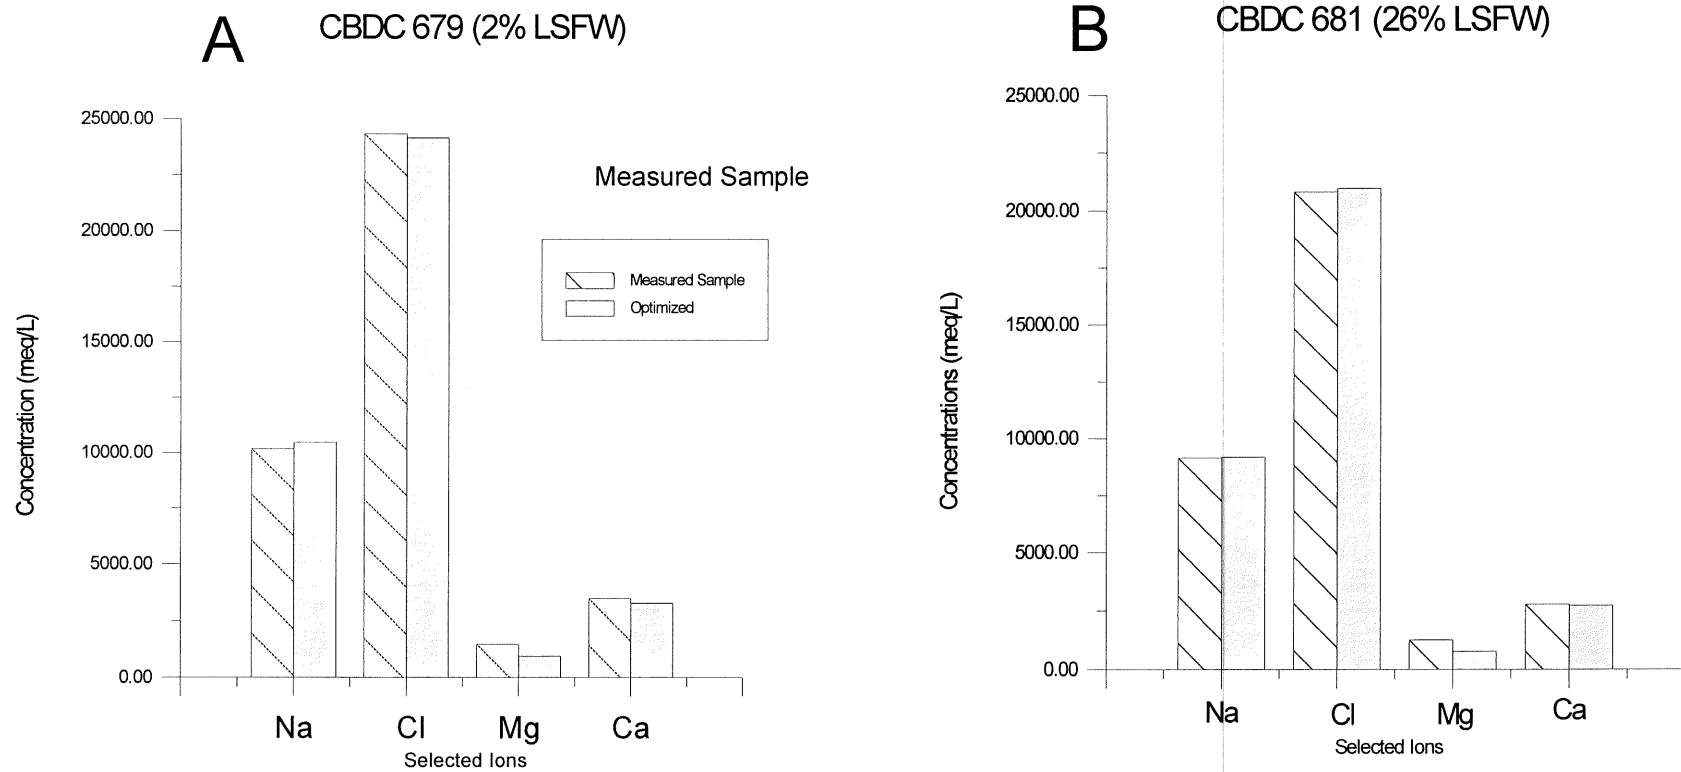 A
CBDC 679 (2% LSFW)
25000.00
20000.00
15000.00
10000.00
5000.00
0.00
Concentration (meq/L)
Measured Sample
Measured Sample
Optimized
Na
Cl
Mg
Ca
Selected Ions
B
CBDC 681 (26% LSFW)
25000.00
20000.00
15000.00
10000.00
5000.00
0.00
Concentrations (meq/L)
Na
Cl
Mg
Ca
Selected Ions